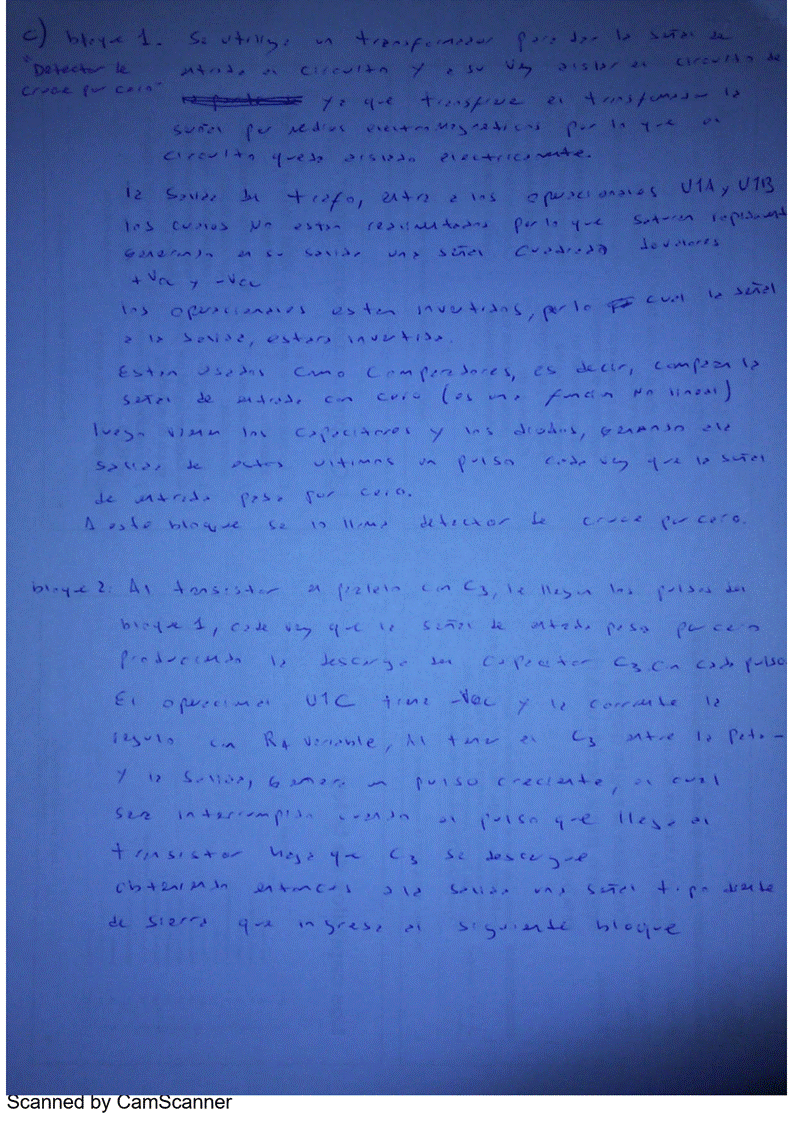 c) bloque 1. Se utiliza un transformador para dar la señal de
"Detector de entrada al circuito y a su vez aislar el circuito de
cruce por cero" ya que transfiere el transformador la
señal por medios electromagneticos por lo que el
circuito queda aislado electricamente.
la salida del trafo, entra a los operacionales U1A y U1B
los cuales no estan realimentados por lo que saturan rapidamente
generando en su salida una señal cuadrada de valores
+Vcc y -Vcc
los operacionales estan invertidos, por lo cual la señal
a la salida, estara invertida.
Estan usados como comparadores, es decir, comparan la
señal de entrada con cero (es una funcion no lineal)
luego vienen los capacitores y los diodos, generando a la
salida de estos ultimos un pulso cada vez que la señal
de entrada pasa por cero.
A este bloque se lo llama detector de cruce por cero.
bloque 2: Al transistor en paralelo con C3, le llegan los pulsos del
bloque 1, cada vez que la señal de entrada pasa por cero
produciendo la descarga del capacitor C3 con cada pulso
El operacional U1C tiene -Vcc y la corriente la
regulo con R4 variable, Al tener el C3 entre la pata -
y la salida, genera un pulso creciente, el cual
sera interrumpido cuando el pulso que llega al
transistor haga que C3 se descargue
obteniendo entonces a la salida una señal tipo diente
de sierra que ingresa al siguiente bloque
Scanned by CamScanner